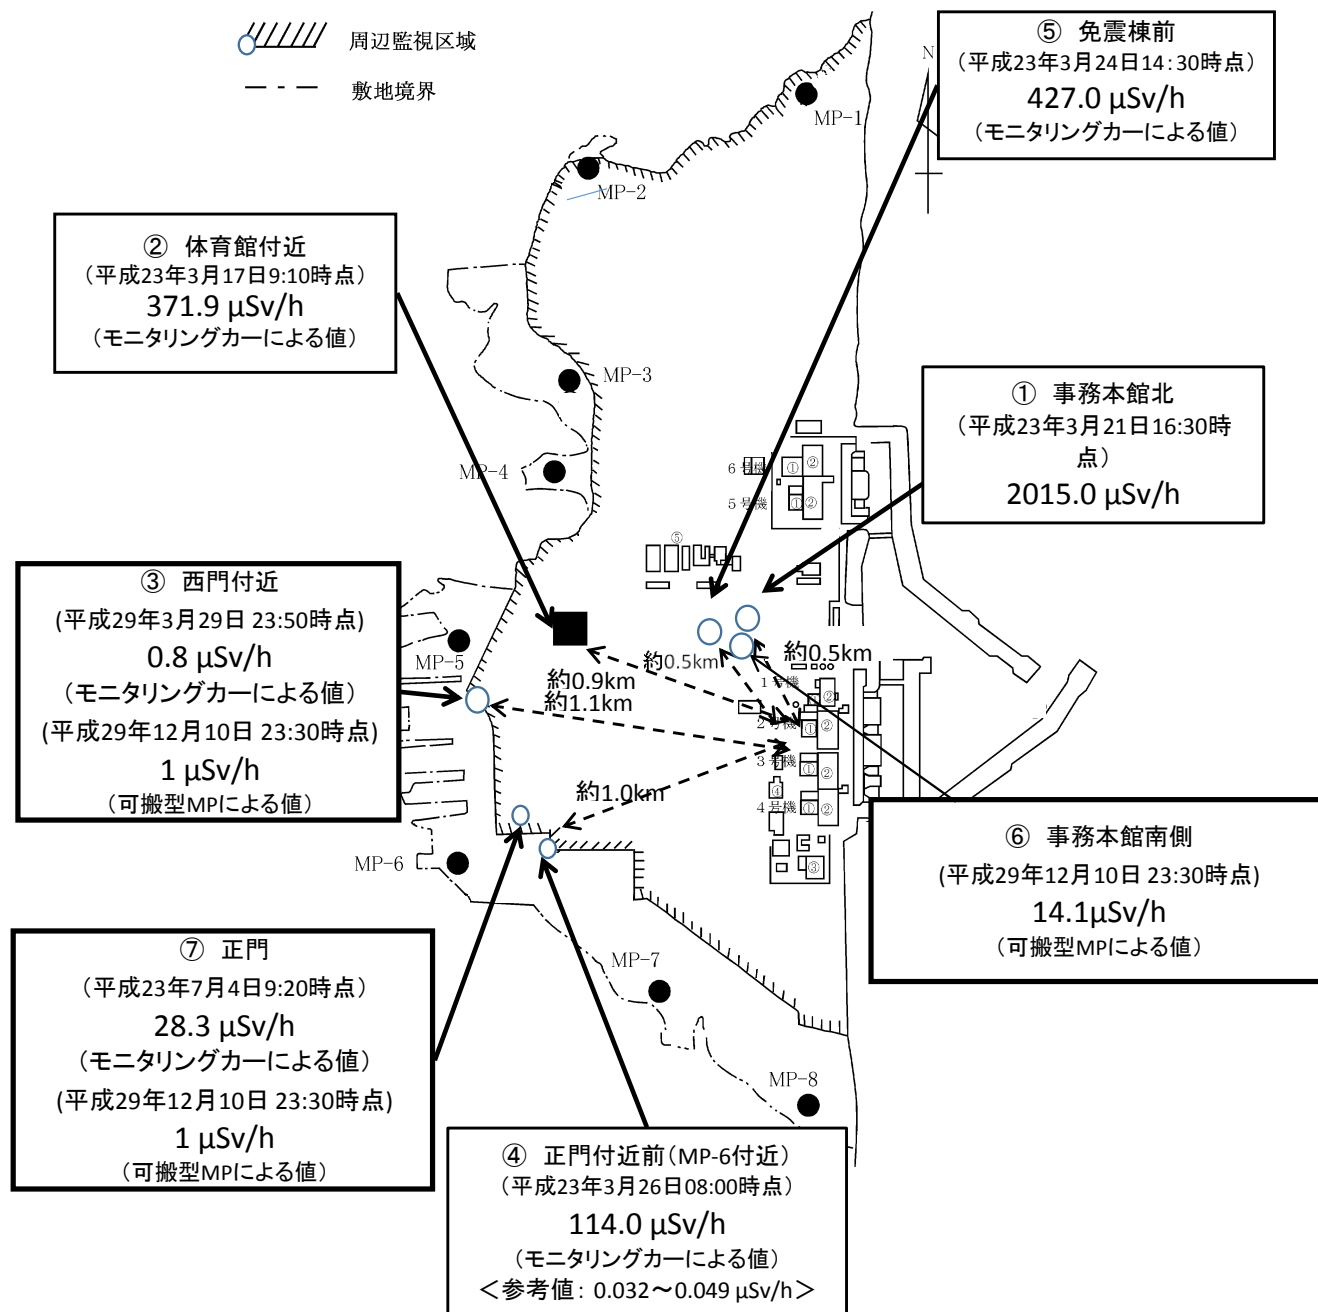 周辺監視区域
敷地境界
⑤ 免震棟前
（平成23年3月24日14：30時点）
427.0 μSv/h
（モニタリングカーによる値）
N
MP-1
MP-2
② 体育館付近
（平成23年3月17日9:10時点）
371.9 μSv/h
（モニタリングカーによる値）
MP-3
① 事務本館北
（平成23年3月21日16:30時
点）
2015.0 μSv/h
MP-4
6号機
① ②
5号機
① ②
⑤
③ 西門付近
(平成29年3月29日 23:50時点)
0.8 μSv/h
（モニタリングカーによる値）
(平成29年12月10日 23:30時点)
1 μSv/h
（可搬型MPによる値）
MP-5
約0.9km
約1.1km
約0.5km
約0.5km
1号機
②
2号機
① ②
3号機
① ②
約1.0km
④
4号機
① ②
③
MP-6
⑥ 事務本館南側
(平成29年12月10日 23:30時点)
14.1μSv/h
（可搬型MPによる値）
⑦ 正門
（平成23年7月4日9:20時点）
28.3 μSv/h
（モニタリングカーによる値）
(平成29年12月10日 23:30時点)
1 μSv/h
（可搬型MPによる値）
MP-7
MP-8
④ 正門付近前（MP-6付近）
（平成23年3月26日08:00時点）
114.0 μSv/h
（モニタリングカーによる値）
＜参考値：0.032～0.049 μSv/h＞